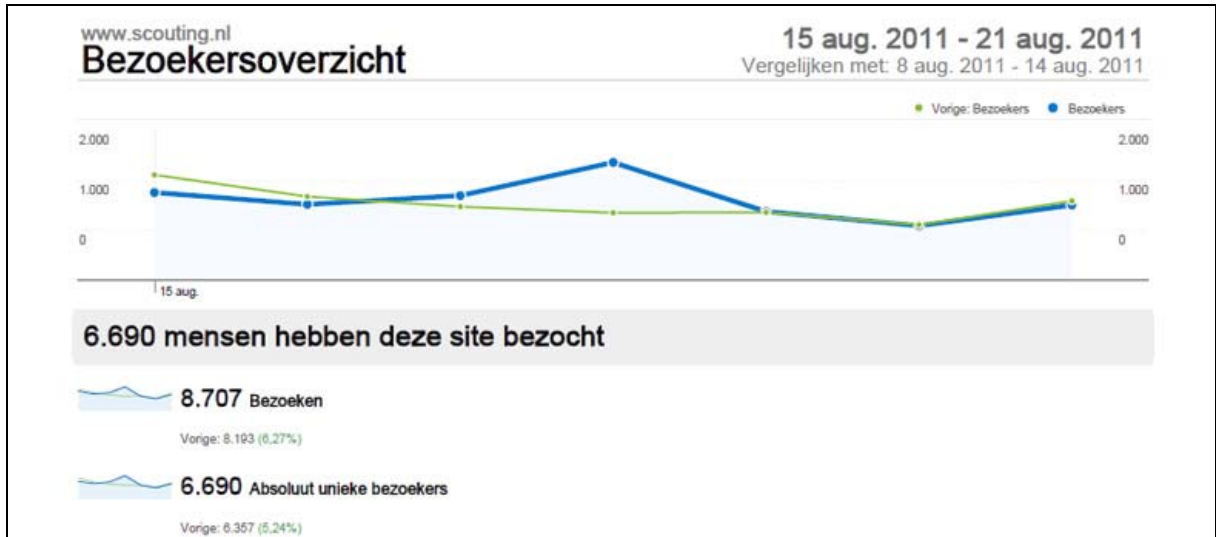 www.scouting.nl
Bezoekersoverzicht
15 aug. 2011 - 21 aug. 2011
Vergelijken met: 8 aug. 2011 - 14 aug. 2011
Vorige: Bezoekers Bezoekers
2.000 2.000
1.000 1.000
0 0
15 aug.
6.690 mensen hebben deze site bezocht
8.707 Bezoeken
Vorige: 8.193 (6,27%)
6.690 Absoluut unieke bezoekers
Vorige: 6.357 (5,24%)